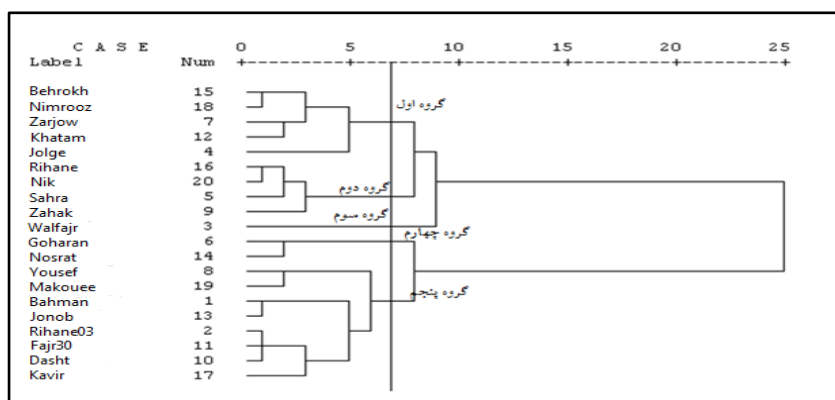 C A S E 0 5 10 15 20 25
Label Num +---------+---------+---------+---------+---------+
Behrokh 15
Nimrooz 18 گروه اول
Zarjow 7
Khatam 12
Jolge 4
Rihane 16
Nik 20 گروه دوم
Sahra 5
Zahak 9 گروه سوم
Walfajr 3
Goharan 6 گروه چهارم
Nosrat 14
Yousef 8
Makouee 19 گروه پنجم
Bahman 1
Jonob 13
Rihane03 2
Fajr30 11
Dasht 10
Kavir 17